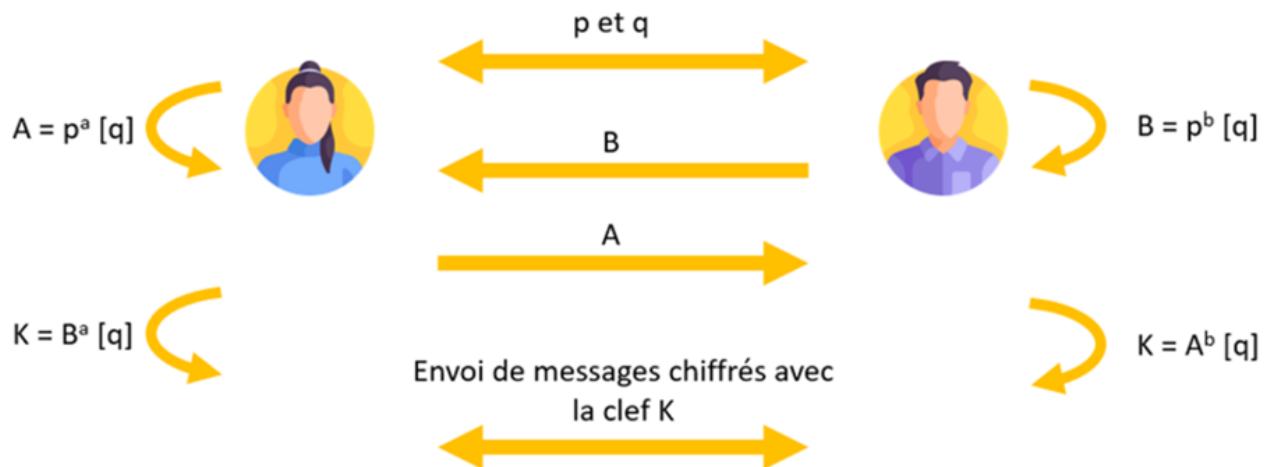 p et q
A = pᵃ [q]
B = pᵇ [q]
B
A
K = Bᵃ [q]
K = Aᵇ [q]
Envoi de messages chiffrés avec
la clef K